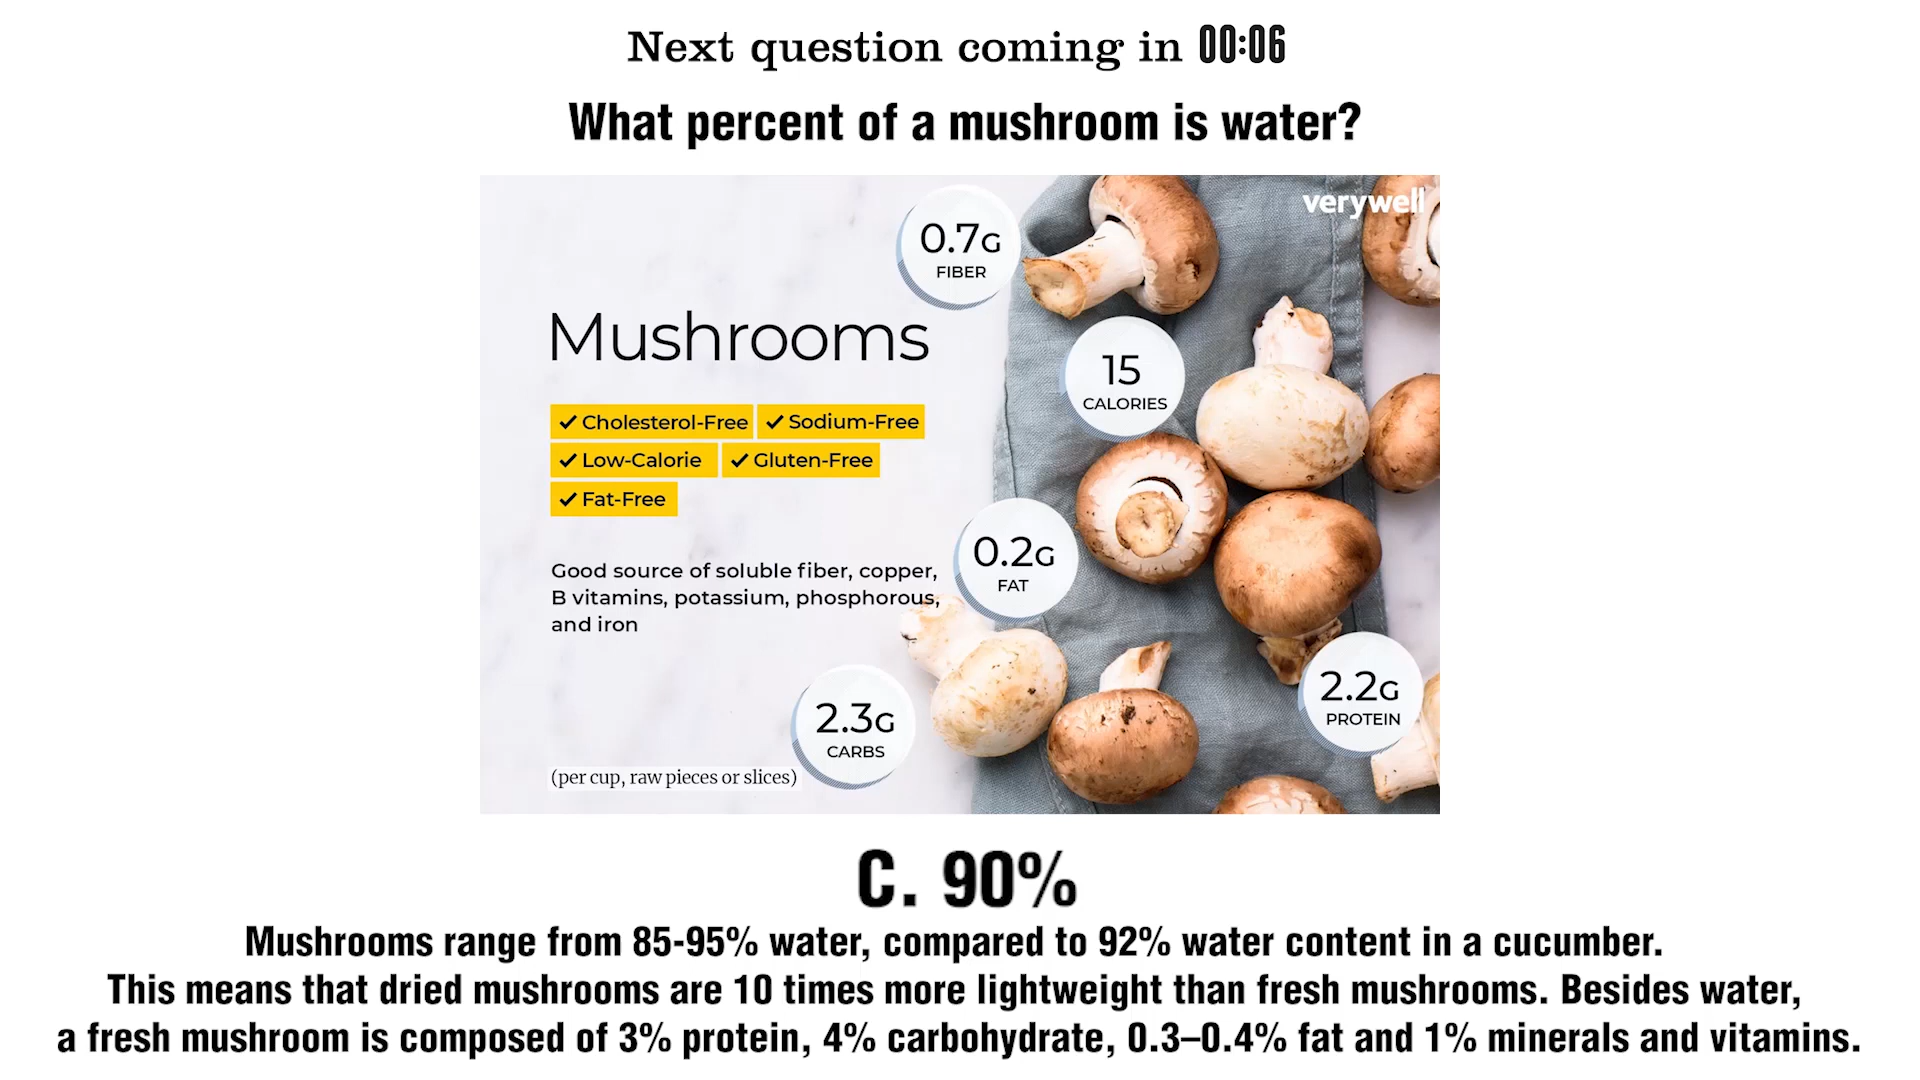 Next question coming in 00:06
What percent of a mushroom is water?
verywell
0.7G
FIBER
Mushrooms
15
CALORIES
✓ Cholesterol-Free ✓ Sodium-Free
✓ Low-Calorie ✓ Gluten-Free
✓ Fat-Free
0.2G
FAT
Good source of soluble fiber, copper,
B vitamins, potassium, phosphorous,
and iron
2.2G
PROTEIN
2.3G
CARBS
(per cup, raw pieces or slices)
C. 90%
Mushrooms range from 85-95% water, compared to 92% water content in a cucumber.
This means that dried mushrooms are 10 times more lightweight than fresh mushrooms. Besides water,
a fresh mushroom is composed of 3% protein, 4% carbohydrate, 0.3–0.4% fat and 1% minerals and vitamins.